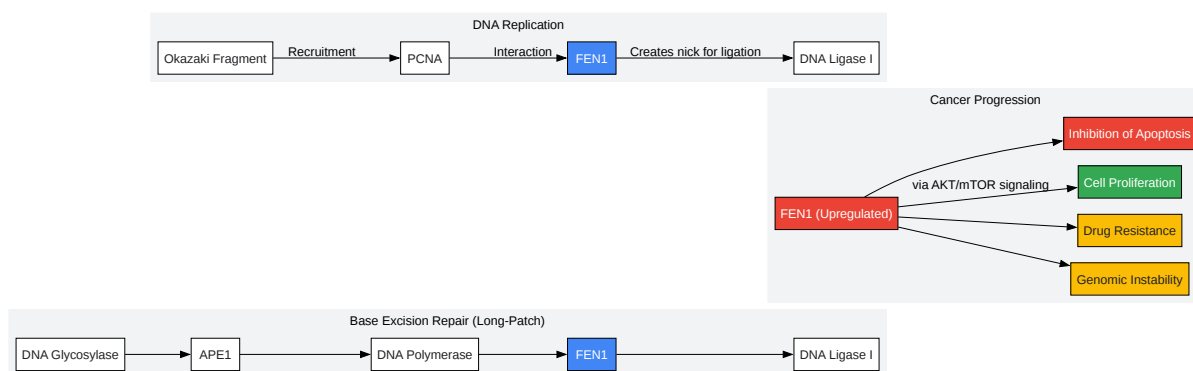 DNA Replication
Okazaki Fragment
Recruitment
PCNA
Interaction
FEN1
Creates nick for ligation
DNA Ligase I
Cancer Progression
Inhibition of Apoptosis
via AKT/mTOR signaling
Cell Proliferation
FEN1 (Upregulated)
Drug Resistance
Genomic Instability
Base Excision Repair (Long-Patch)
DNA Glycosylase
APE1
DNA Polymerase
FEN1
DNA Ligase I